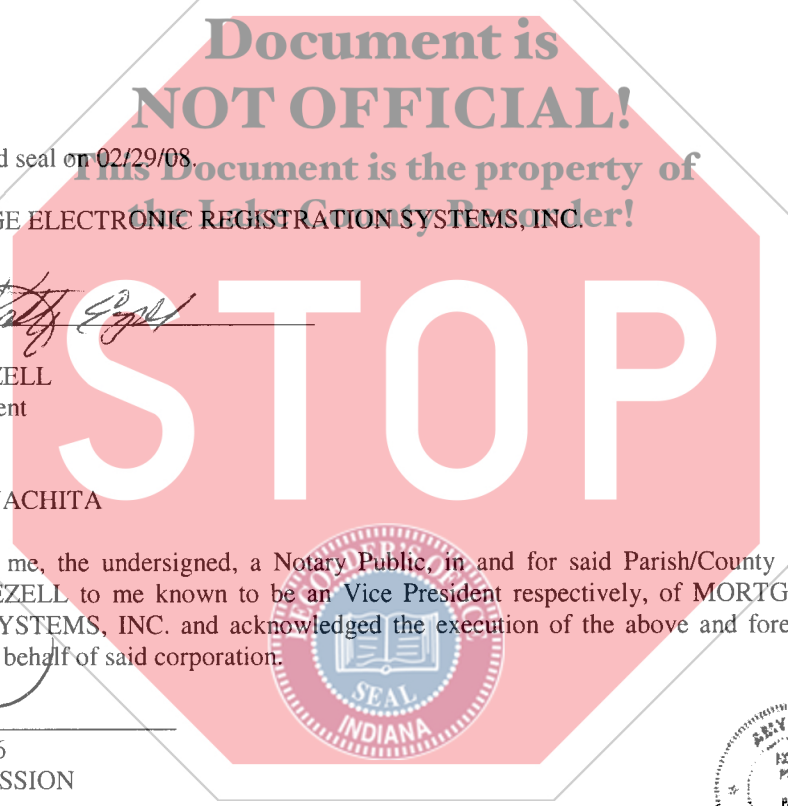 Document is
NOT OFFICIAL!
d seal on 02/29/08.
This Document is the property of
GE ELECTRONIC REGISTRATION SYSTEMS, INC.
the Lake County Recorder!
STOP
ZELL
ent
ACHITA
me, the undersigned, a Notary Public, in and for said Parish/County
EZELL to me known to be an Vice President respectively, of MORTG
YSTEMS, INC. and acknowledged the execution of the above and fore
behalf of said corporation.
RECORDER'S OFFICE
SEAL
INDIANA
6
SSION